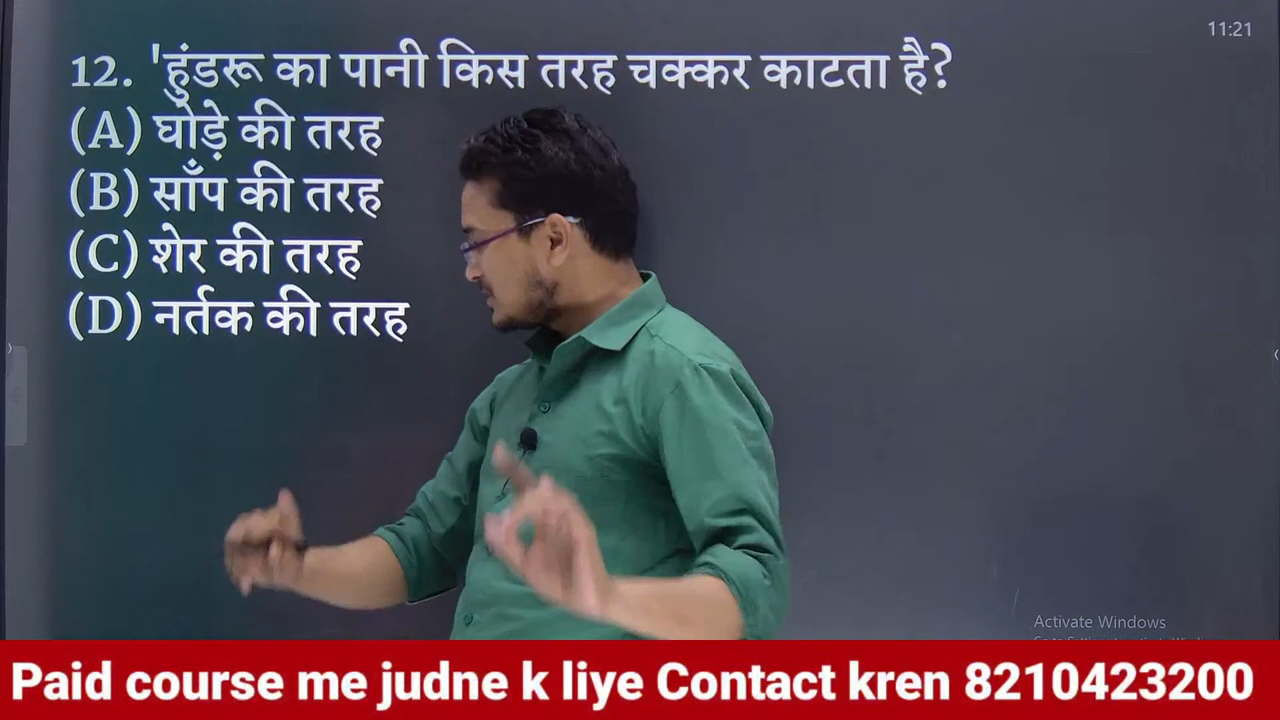 11:21
12. 'हुंडरू का पानी किस तरह चक्कर काटता है?
(A) घोड़े की तरह
(B) साँप की तरह
(C) शेर की तरह
(D) नर्तक की तरह
Activate Windows
Paid course me judne k liye Contact kren 8210423200